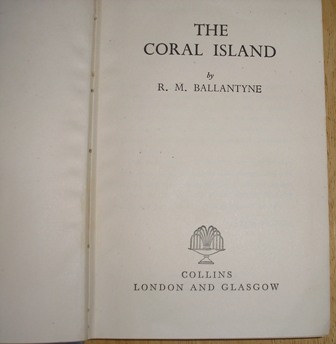 THE
CORAL ISLAND
by
R. M. BALLANTYNE
COLLINS
LONDON AND GLASGOW